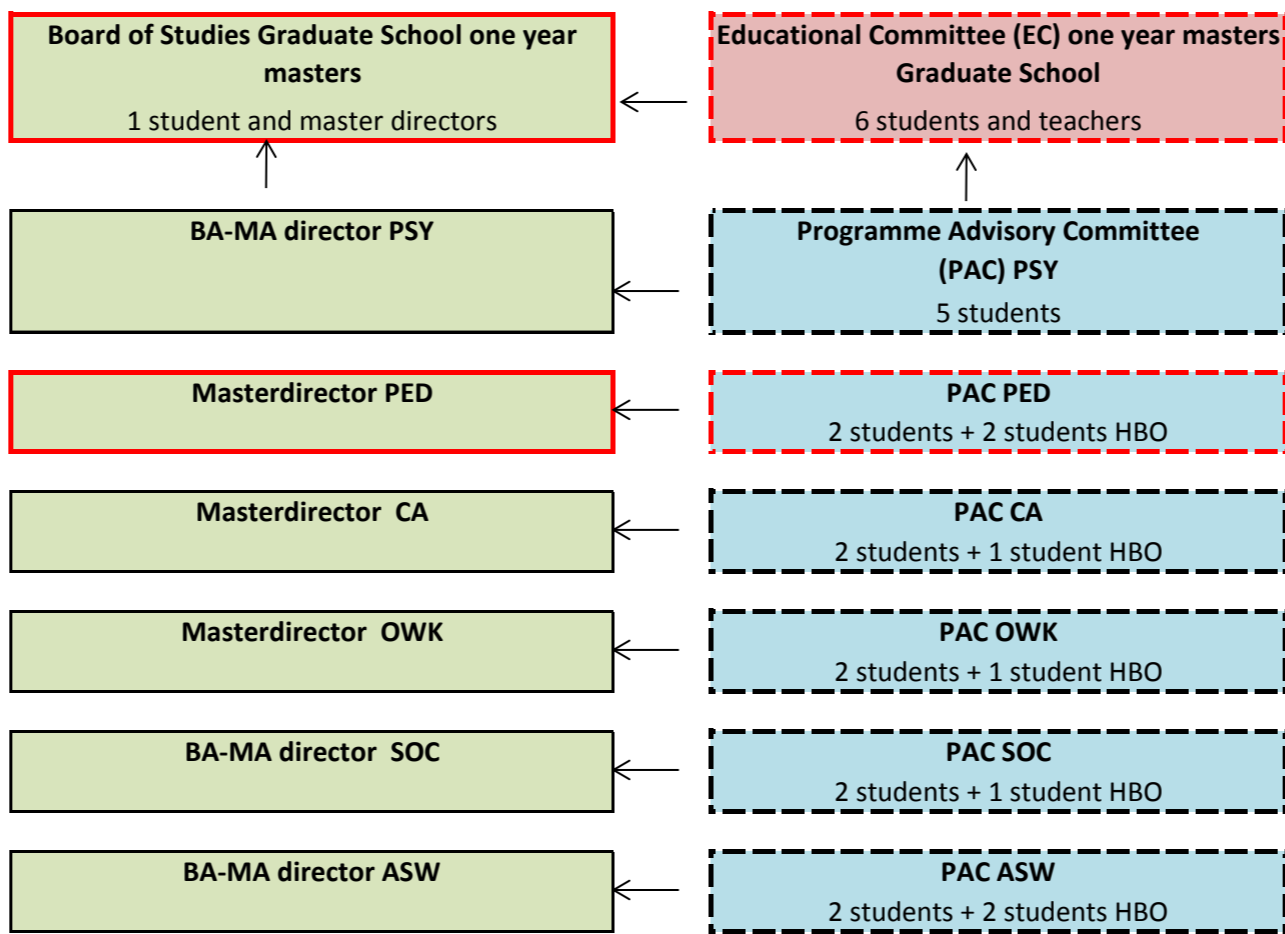 Board of Studies Graduate School one year
masters
1 student and master directors
Educational Committee (EC) one year masters
Graduate School
6 students and teachers
BA-MA director PSY
Programme Advisory Committee
(PAC) PSY
5 students
Masterdirector PED
PAC PED
2 students + 2 students HBO
Masterdirector CA
PAC CA
2 students + 1 student HBO
Masterdirector OWK
PAC OWK
2 students + 1 student HBO
BA-MA director SOC
PAC SOC
2 students + 1 student HBO
BA-MA director ASW
PAC ASW
2 students + 2 students HBO